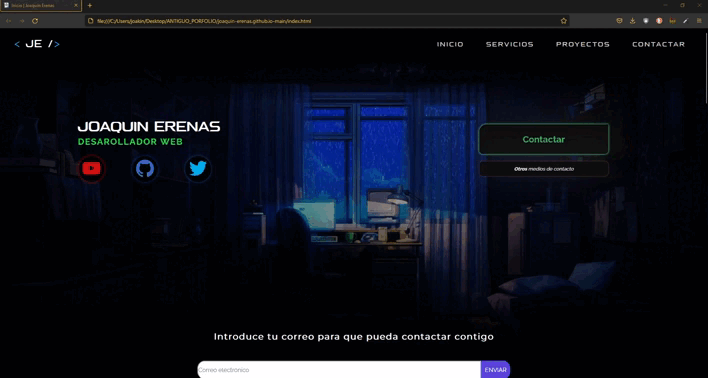 Inicio | Joaquin Erenas
file:///C:/Users/joakin/Desktop/ANTIGUO_PORFOLIO/joaquin-erenas.github.io-main/index.html
< JE />
INICIO SERVICIOS PROYECTOS CONTACTAR
JOAQUIN ERENAS
DESAROLLADOR WEB
Contactar
Otros medios de contacto
Introduce tu correo para que pueda contactar contigo
Correo electronico
ENVIAR